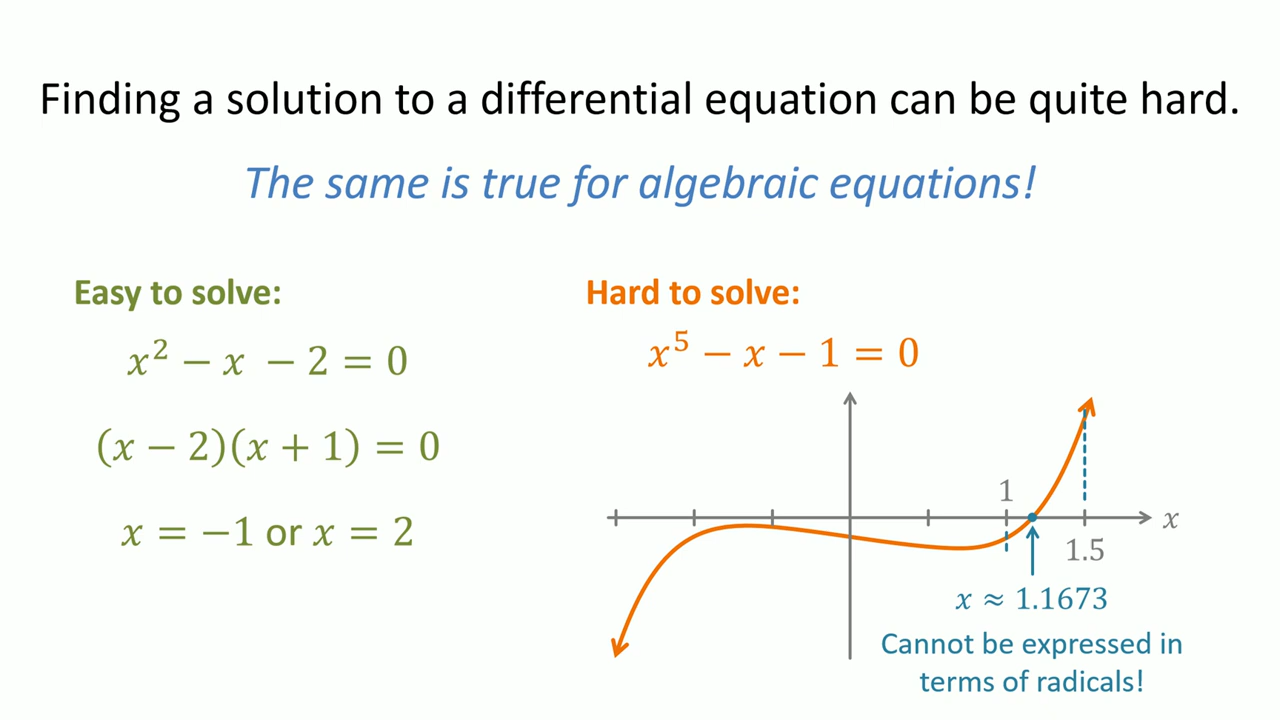 Finding a solution to a differential equation can be quite hard.
The same is true for algebraic equations!
Easy to solve:
x² − x − 2 = 0
(x − 2)(x + 1) = 0
x = −1 or x = 2
Hard to solve:
x⁵ − x − 1 = 0
1
x
1.5
x ≈ 1.1673
Cannot be expressed in
terms of radicals!